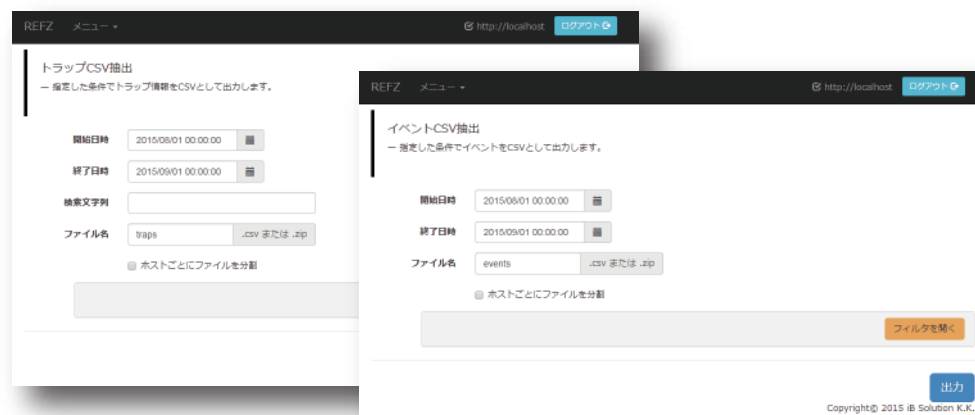 REFZ メニュー http://localhost ログアウト
トラップCSV抽出
ー 指定した条件でトラップ情報をCSVとして出力します。
開始日時 2015/08/01 00:00:00
終了日時 2015/09/01 00:00:00
検索文字列
ファイル名 traps .csv または .zip
ホストごとにファイルを分割
REFZ メニュー http://localhost ログアウト
イベントCSV抽出
ー 指定した条件でイベントをCSVとして出力します。
開始日時 2015/08/01 00:00:00
終了日時 2015/09/01 00:00:00
ファイル名 events .csv または .zip
ホストごとにファイルを分割
フィルタを開く
出力
Copyright© 2015 iB Solution K.K.